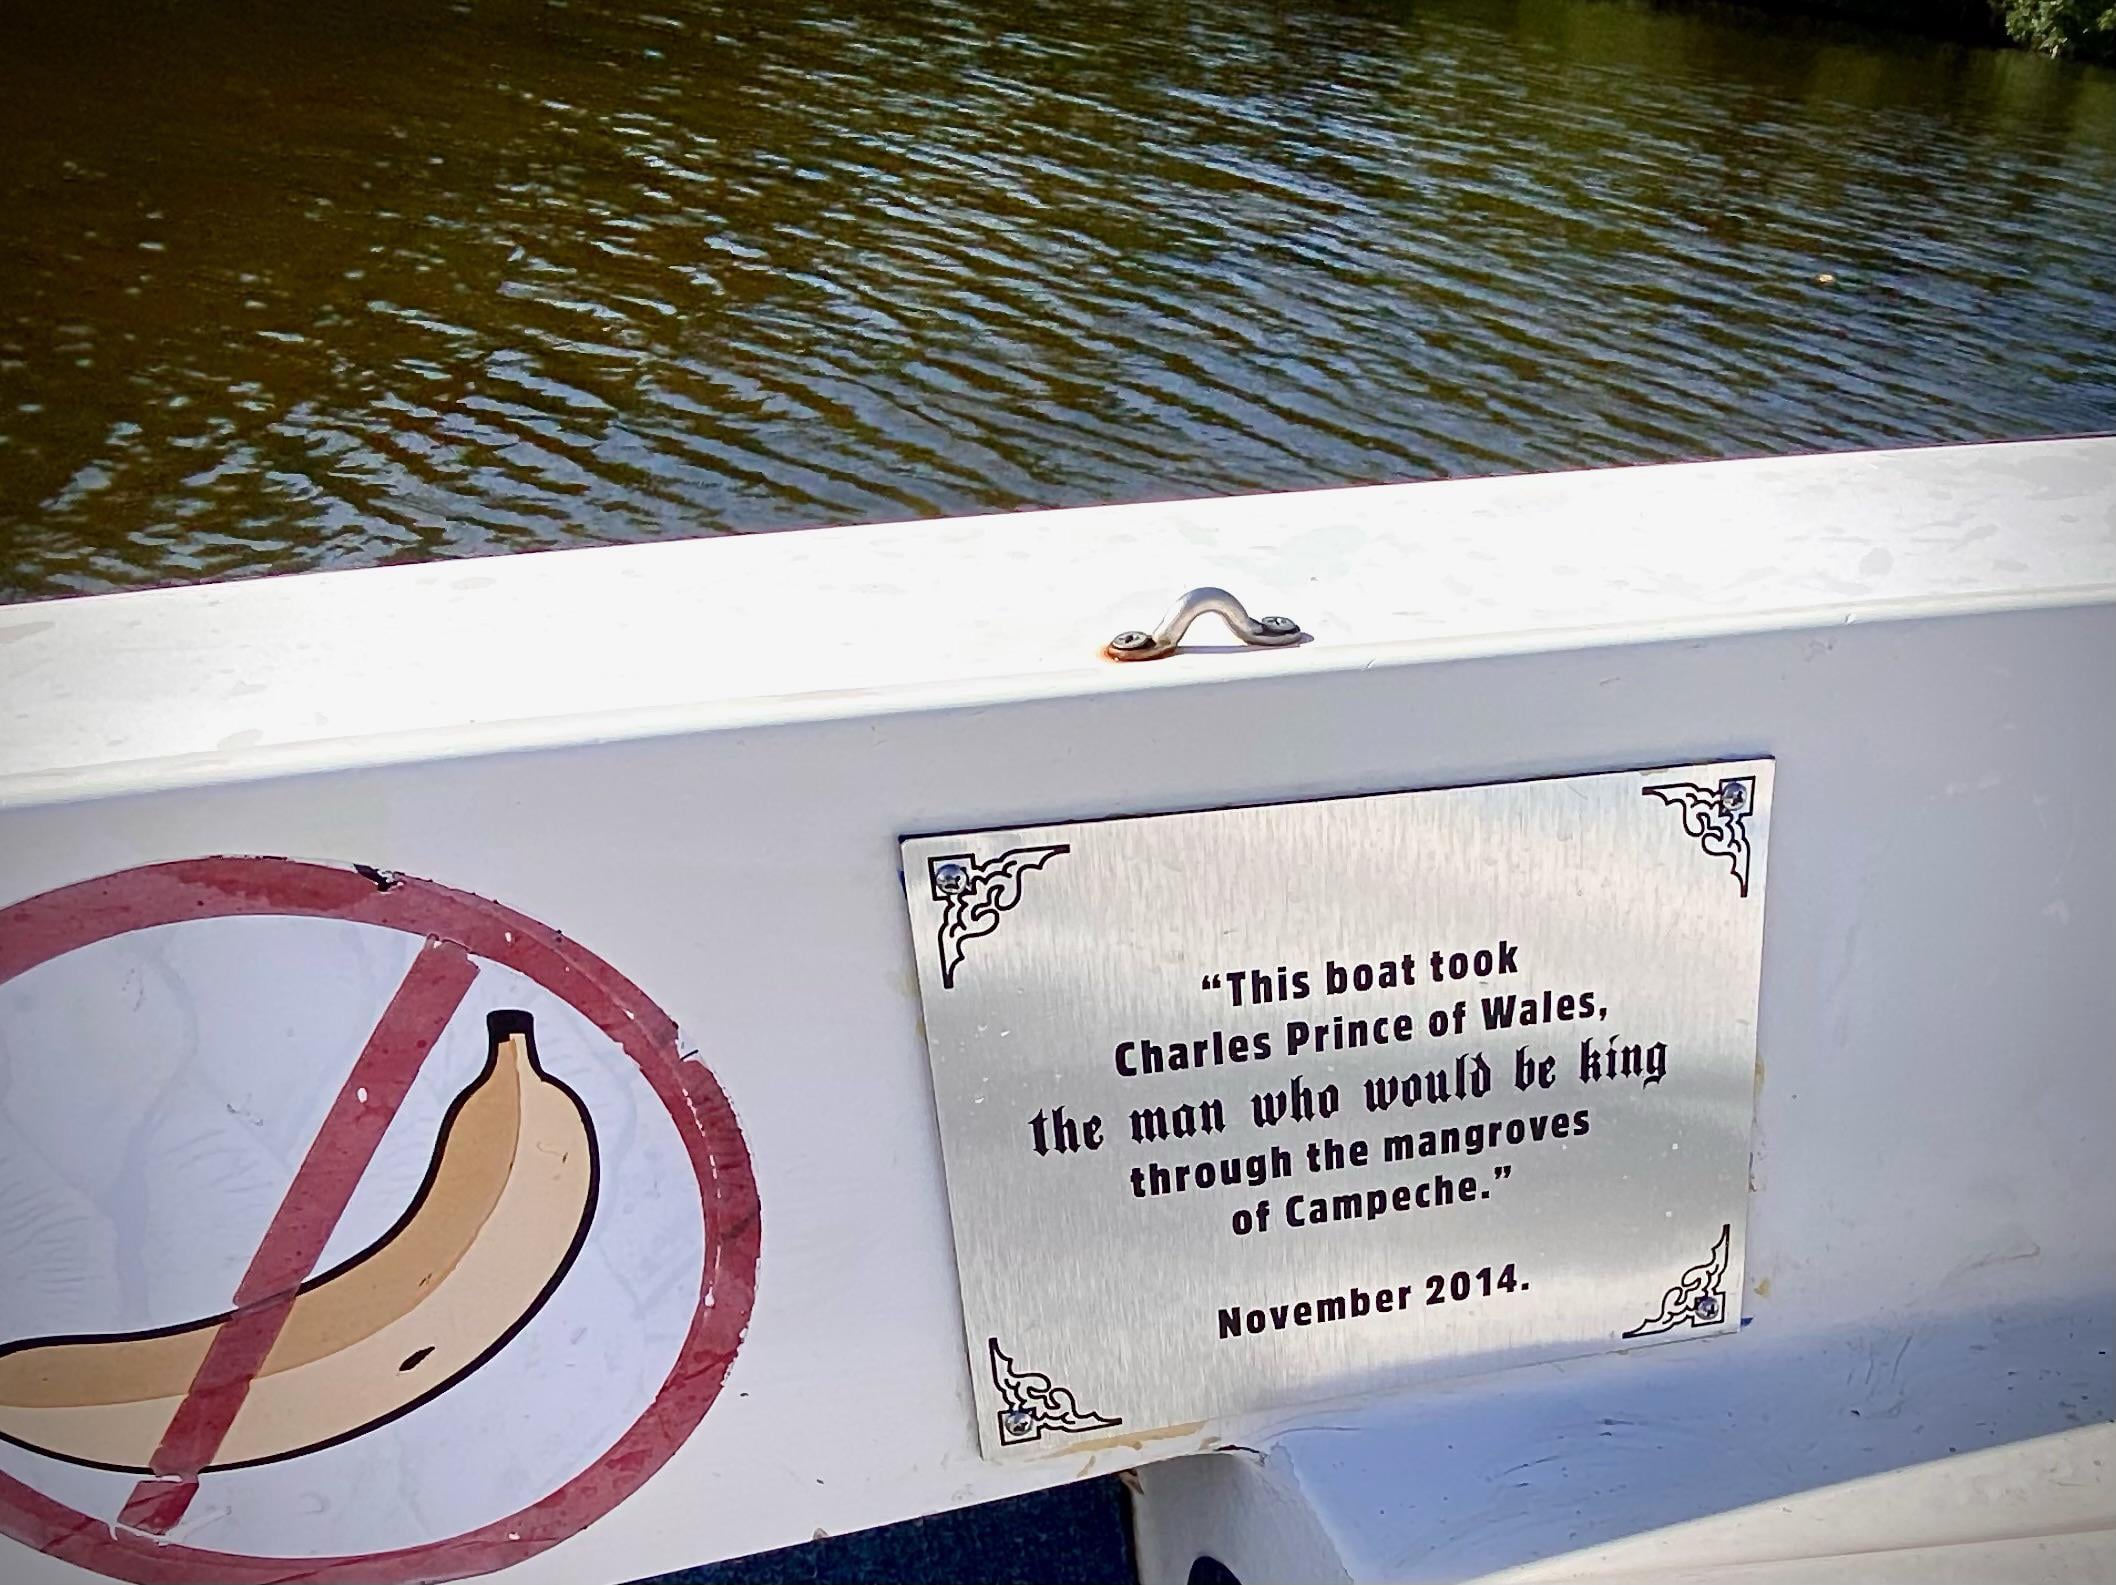 “This boat took
Charles Prince of Wales,
the man who would be king
through the mangroves
of Campeche.”
November 2014.